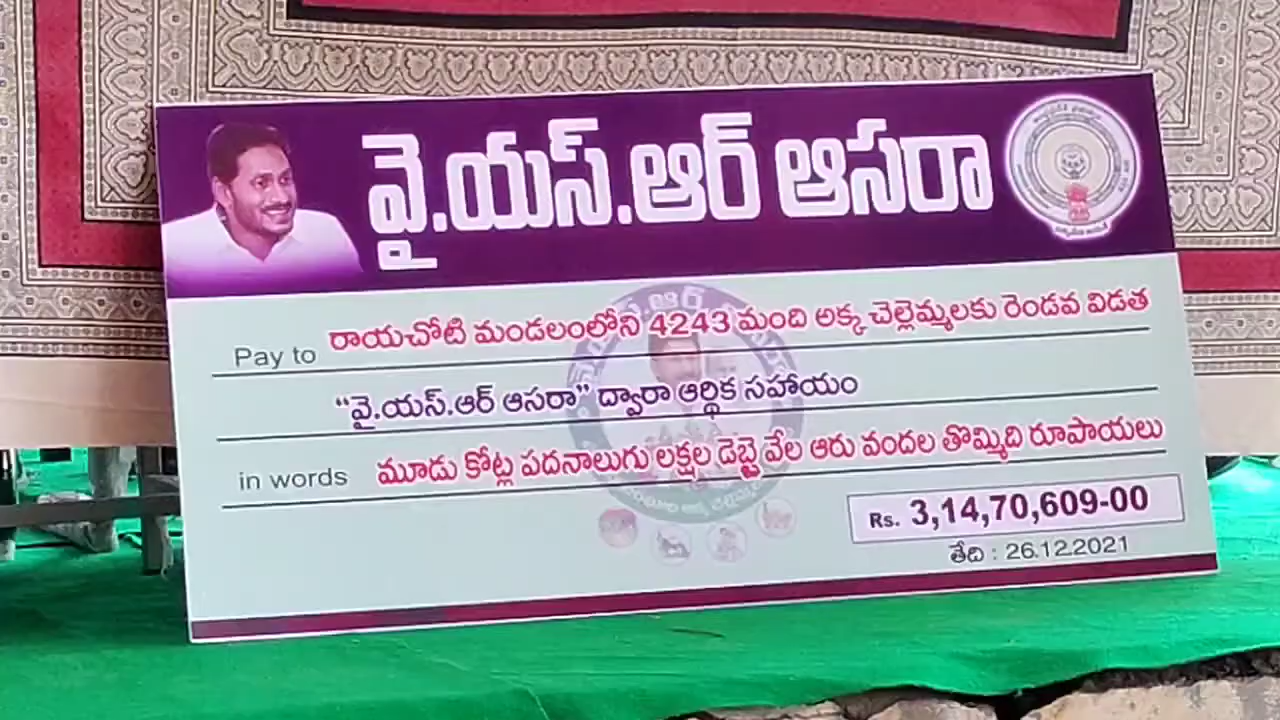 వై.యస్.ఆర్ ఆసరా
Pay to రాయచోటి మండలంలోని 4243 మంది అక్క చెల్లెమ్మలకు రెండవ విడత
“వై.యస్.ఆర్ ఆసరా” ద్వారా ఆర్థిక సహాయం
in words మూడు కోట్ల పదనాలుగు లక్షల డెబ్బై వేల ఆరు వందల తొమ్మిది రూపాయలు
Rs. 3,14,70,609-00
తేది : 26.12.2021